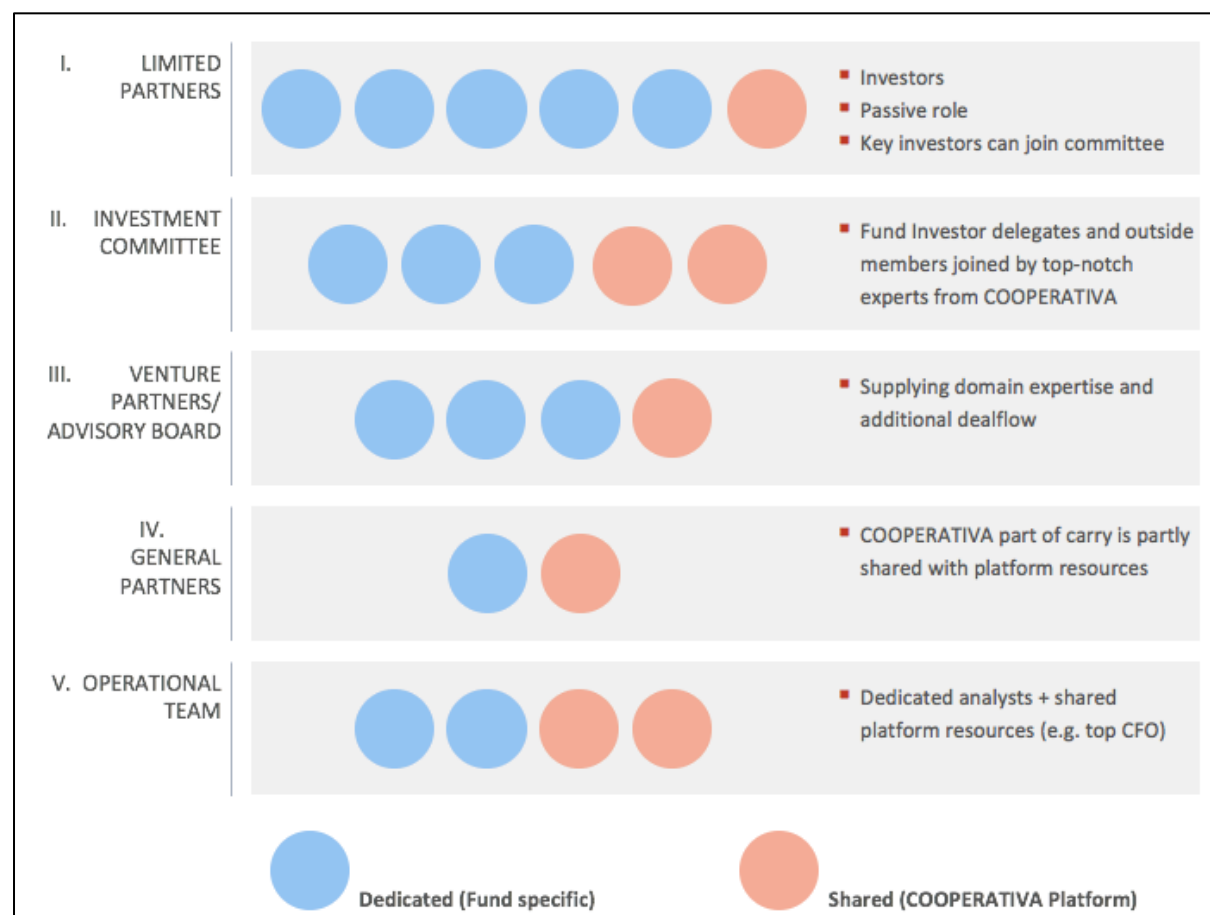 I. LIMITED
PARTNERS
Investors
Passive role
Key investors can join committee
II. INVESTMENT
COMMITTEE
Fund Investor delegates and outside
members joined by top-notch
experts from COOPERATIVA
III. VENTURE
PARTNERS/
ADVISORY BOARD
Supplying domain expertise and
additional dealflow
IV.
GENERAL
PARTNERS
COOPERATIVA part of carry is partly
shared with platform resources
V. OPERATIONAL
TEAM
Dedicated analysts + shared
platform resources (e.g. top CFO)
Dedicated (Fund specific)
Shared (COOPERATIVA Platform)